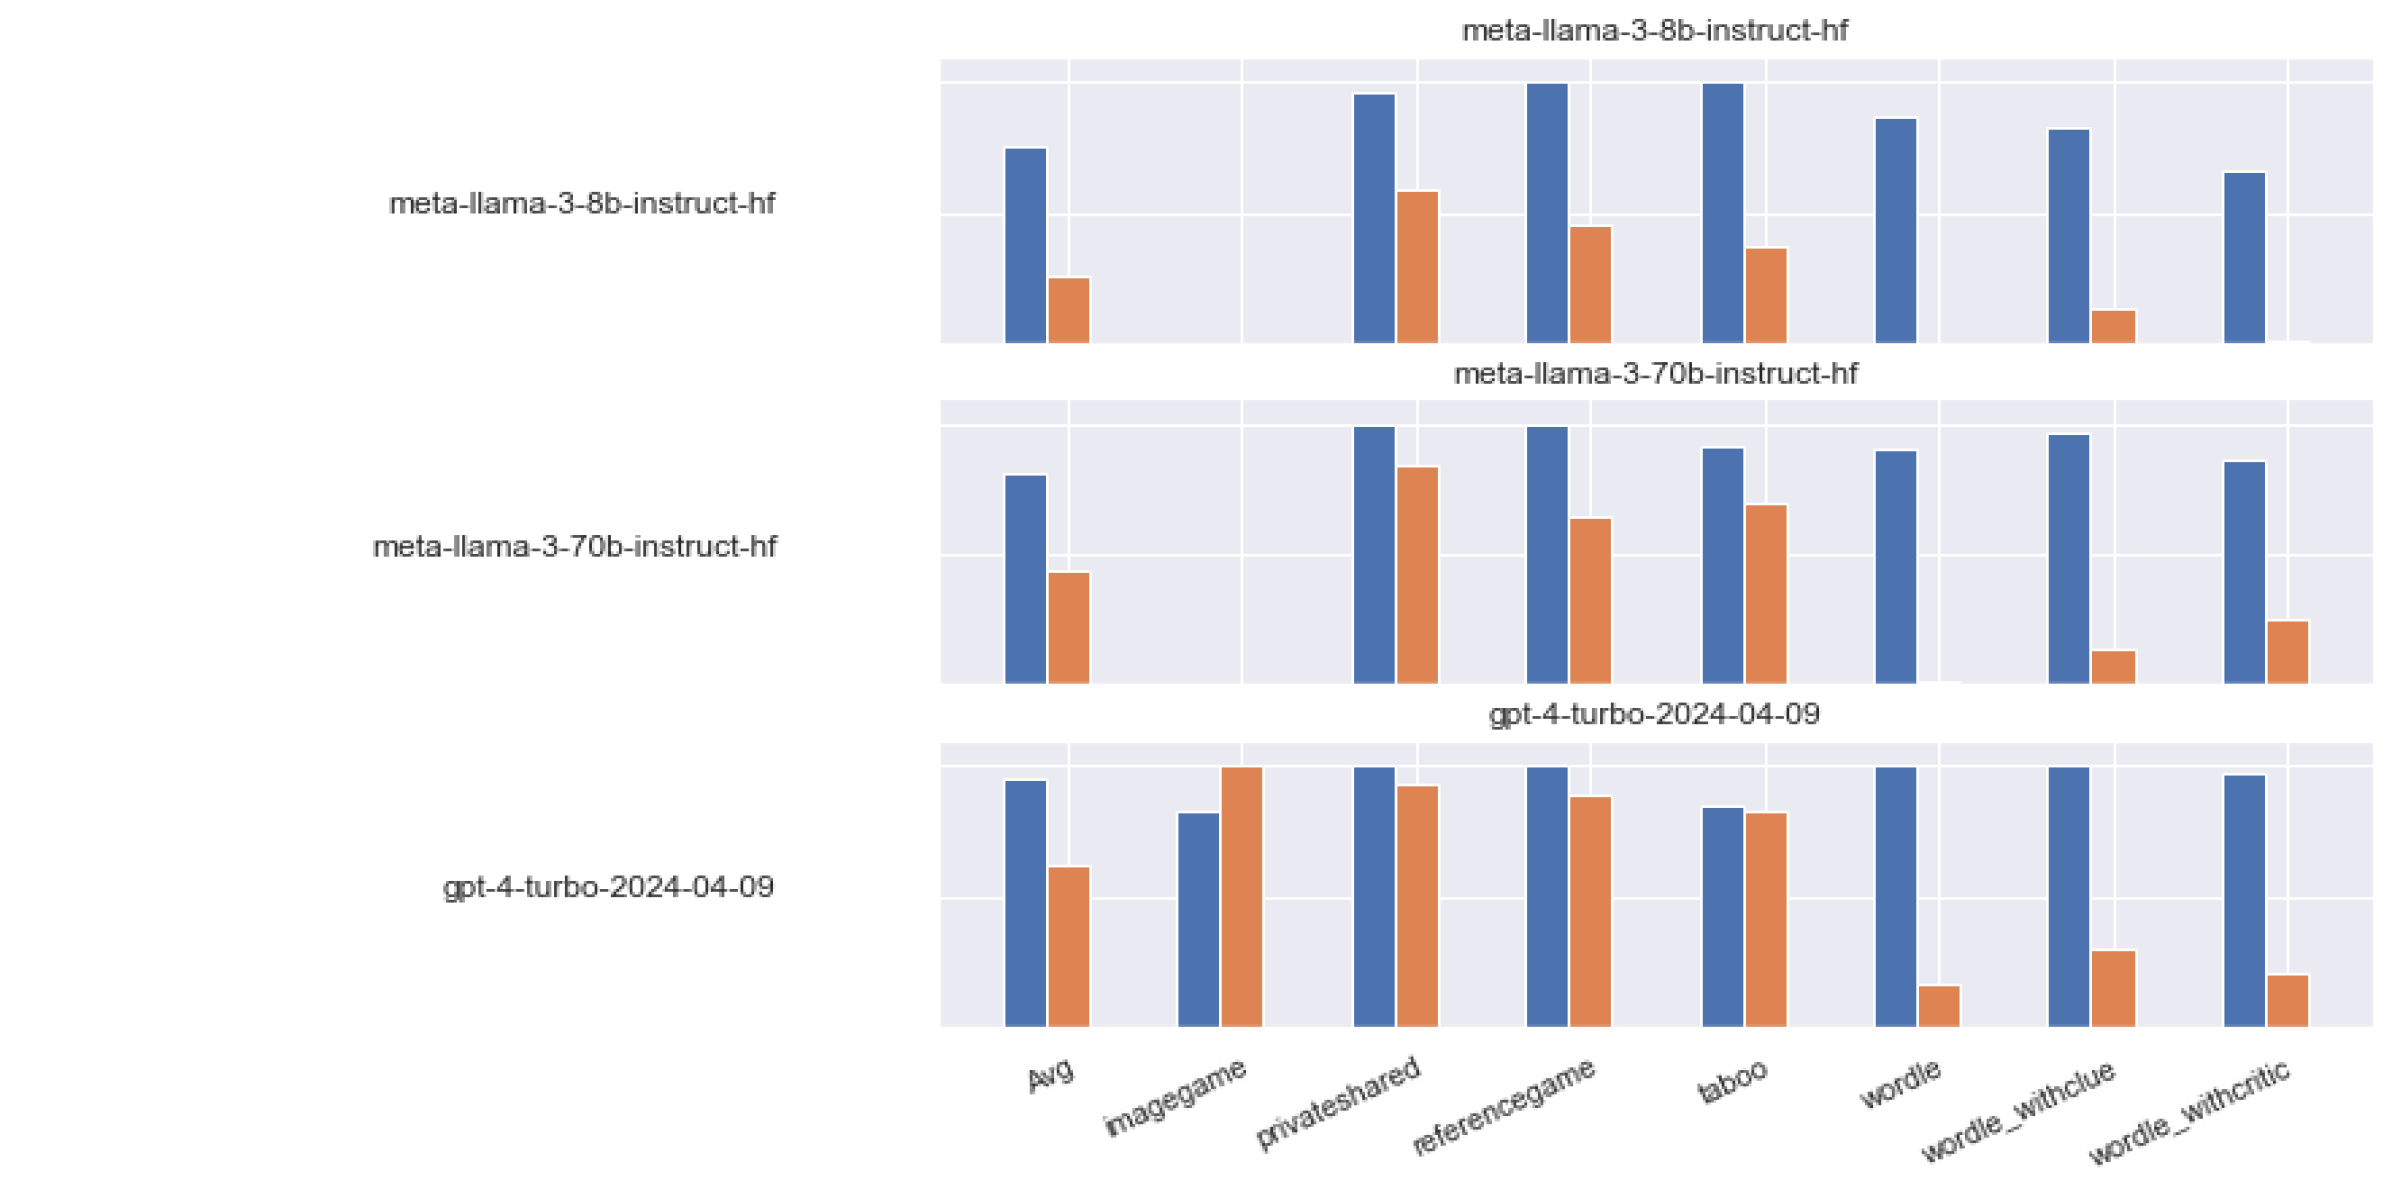 meta-llama-3-8b-instruct-hf
meta-llama-3-8b-instruct-hf
meta-llama-3-70b-instruct-hf
meta-llama-3-70b-instruct-hf
gpt-4-turbo-2024-04-09
gpt-4-turbo-2024-04-09
Avg
imagegame
privateshared
referencegame
taboo
wordle
wordle_withclue
wordle_withcritic